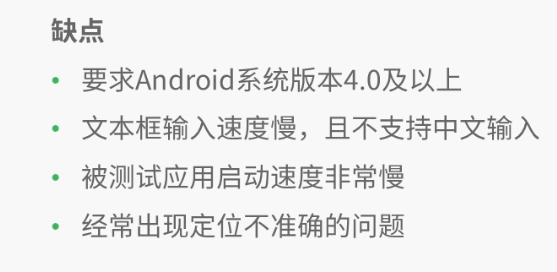 缺点
• 要求Android系统版本4.0及以上
• 文本框输入速度慢，且不支持中文输入
• 被测试应用启动速度非常慢
• 经常出现定位不准确的问题